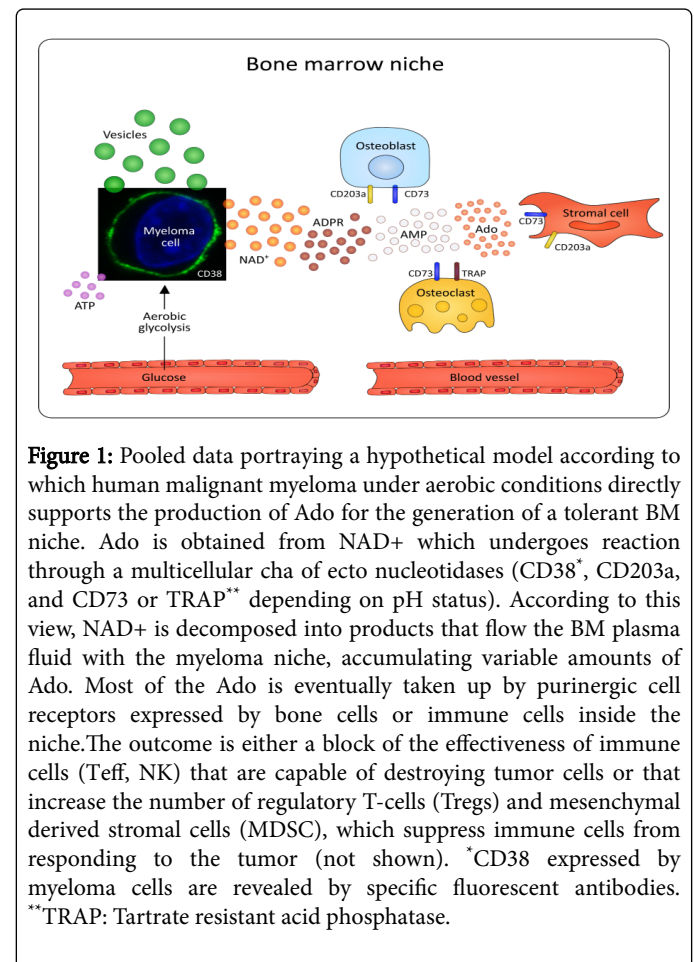 Bone marrow niche
Vesicles
Osteoblast
CD203a
CD73
Myeloma
cell
CD38
NAD+
ADPR
AMP
Ado
CD73
Stromal cell
CD203a
CD73
TRAP
Osteoclast
ATP
Aerobic
glycolysis
Glucose
Blood vessel
Figure 1: Pooled data portraying a hypothetical model according to
which human malignant myeloma under aerobic conditions directly
supports the production of Ado for the generation of a tolerant BM
niche. Ado is obtained from NAD+ which undergoes reaction
through a multicellular cha of ecto nucleotidases (CD38*, CD203a,
and CD73 or TRAP** depending on pH status). According to this
view, NAD+ is decomposed into products that flow the BM plasma
fluid with the myeloma niche, accumulating variable amounts of
Ado. Most of the Ado is eventually taken up by purinergic cell
receptors expressed by bone cells or immune cells inside the
niche.The outcome is either a block of the effectiveness of immune
cells (Teff, NK) that are capable of destroying tumor cells or that
increase the number of regulatory T-cells (Tregs) and mesenchymal
derived stromal cells (MDSC), which suppress immune cells from
responding to the tumor (not shown). *CD38 expressed by
myeloma cells are revealed by specific fluorescent antibodies.
**TRAP: Tartrate resistant acid phosphatase.